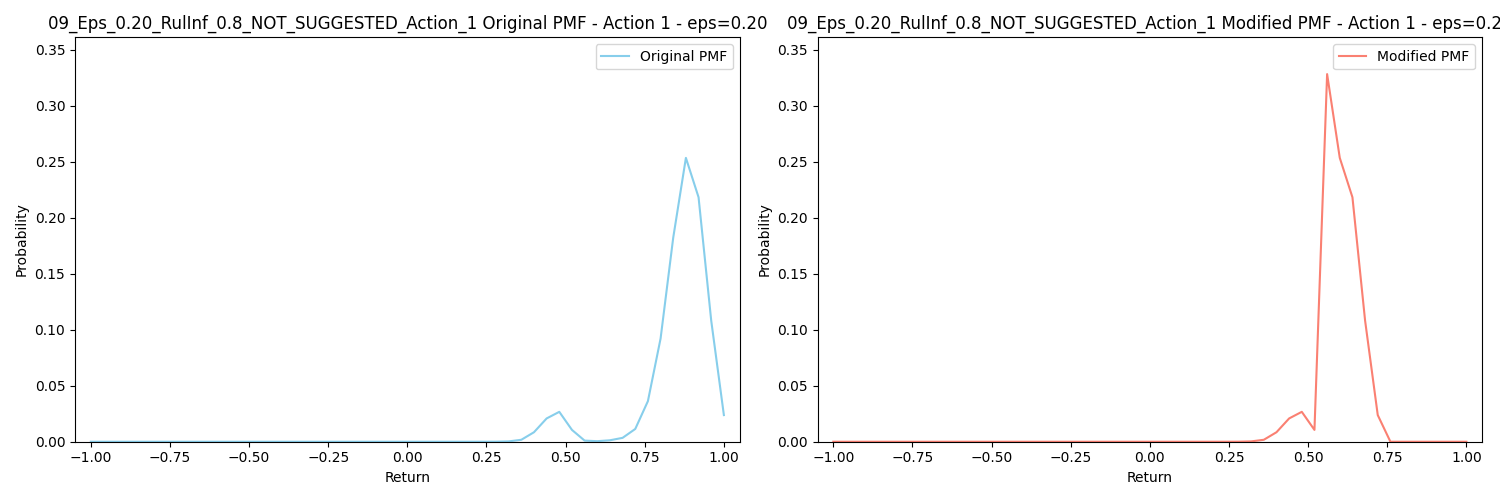 09_Eps_0.20_RulInf_0.8_NOT_SUGGESTED_Action_1 Original PMF - Action 1 - eps=0.20
Original PMF
0.35
0.30
0.25
0.20
0.15
0.10
0.05
0.00
Probability
−1.00 −0.75 −0.50 −0.25 0.00 0.25 0.50 0.75 1.00
Return
09_Eps_0.20_RulInf_0.8_NOT_SUGGESTED_Action_1 Modified PMF - Action 1 - eps=0.2
Modified PMF
0.35
0.30
0.25
0.20
0.15
0.10
0.05
0.00
Probability
−1.00 −0.75 −0.50 −0.25 0.00 0.25 0.50 0.75 1.00
Return